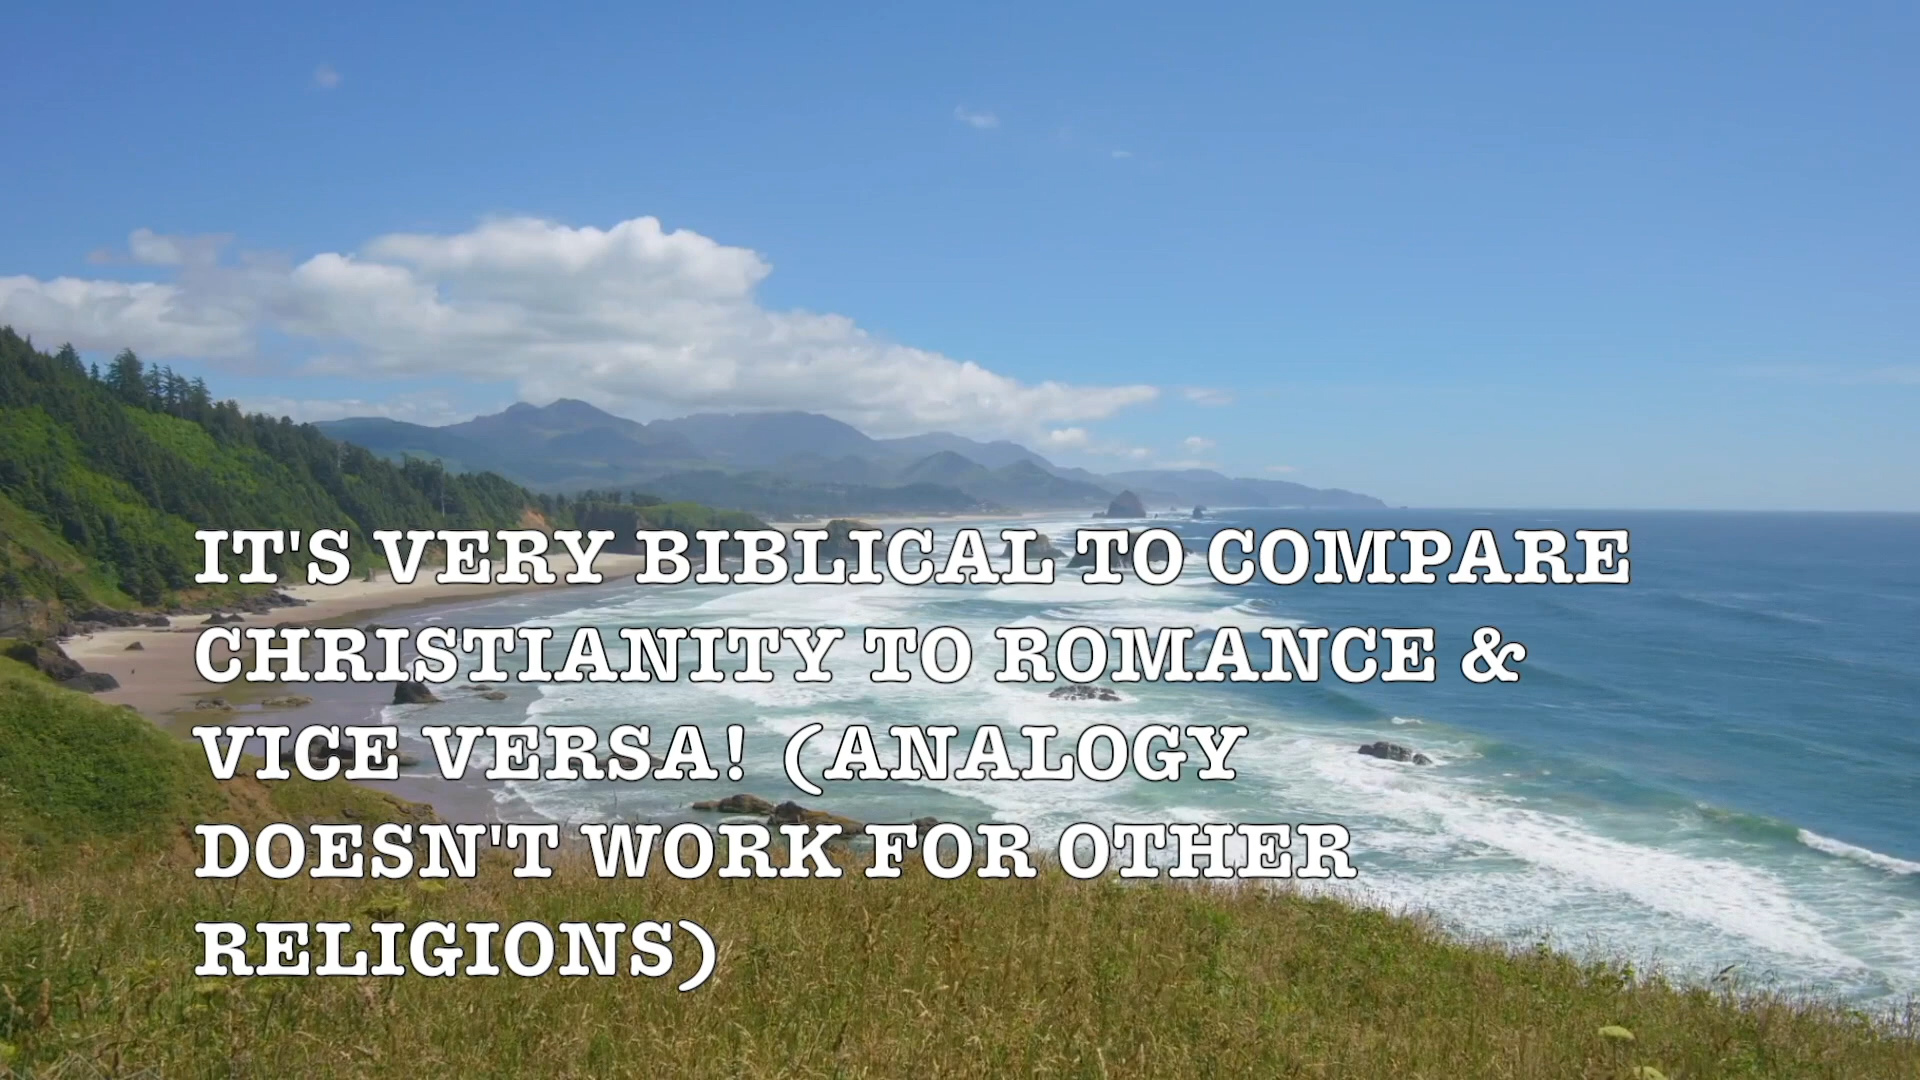 IT'S VERY BIBLICAL TO COMPARE
CHRISTIANITY TO ROMANCE &
VICE VERSA! (ANALOGY
DOESN'T WORK FOR OTHER
RELIGIONS)